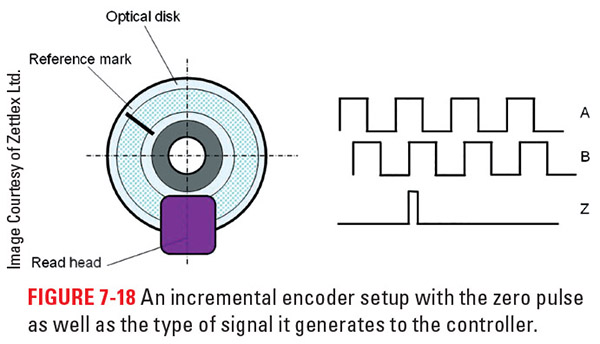 Optical disk
Reference mark
Image Courtesy of Zettlex Ltd.
A
B
Z
Read head
FIGURE 7-18 An incremental encoder setup with the zero pulse
as well as the type of signal it generates to the controller.